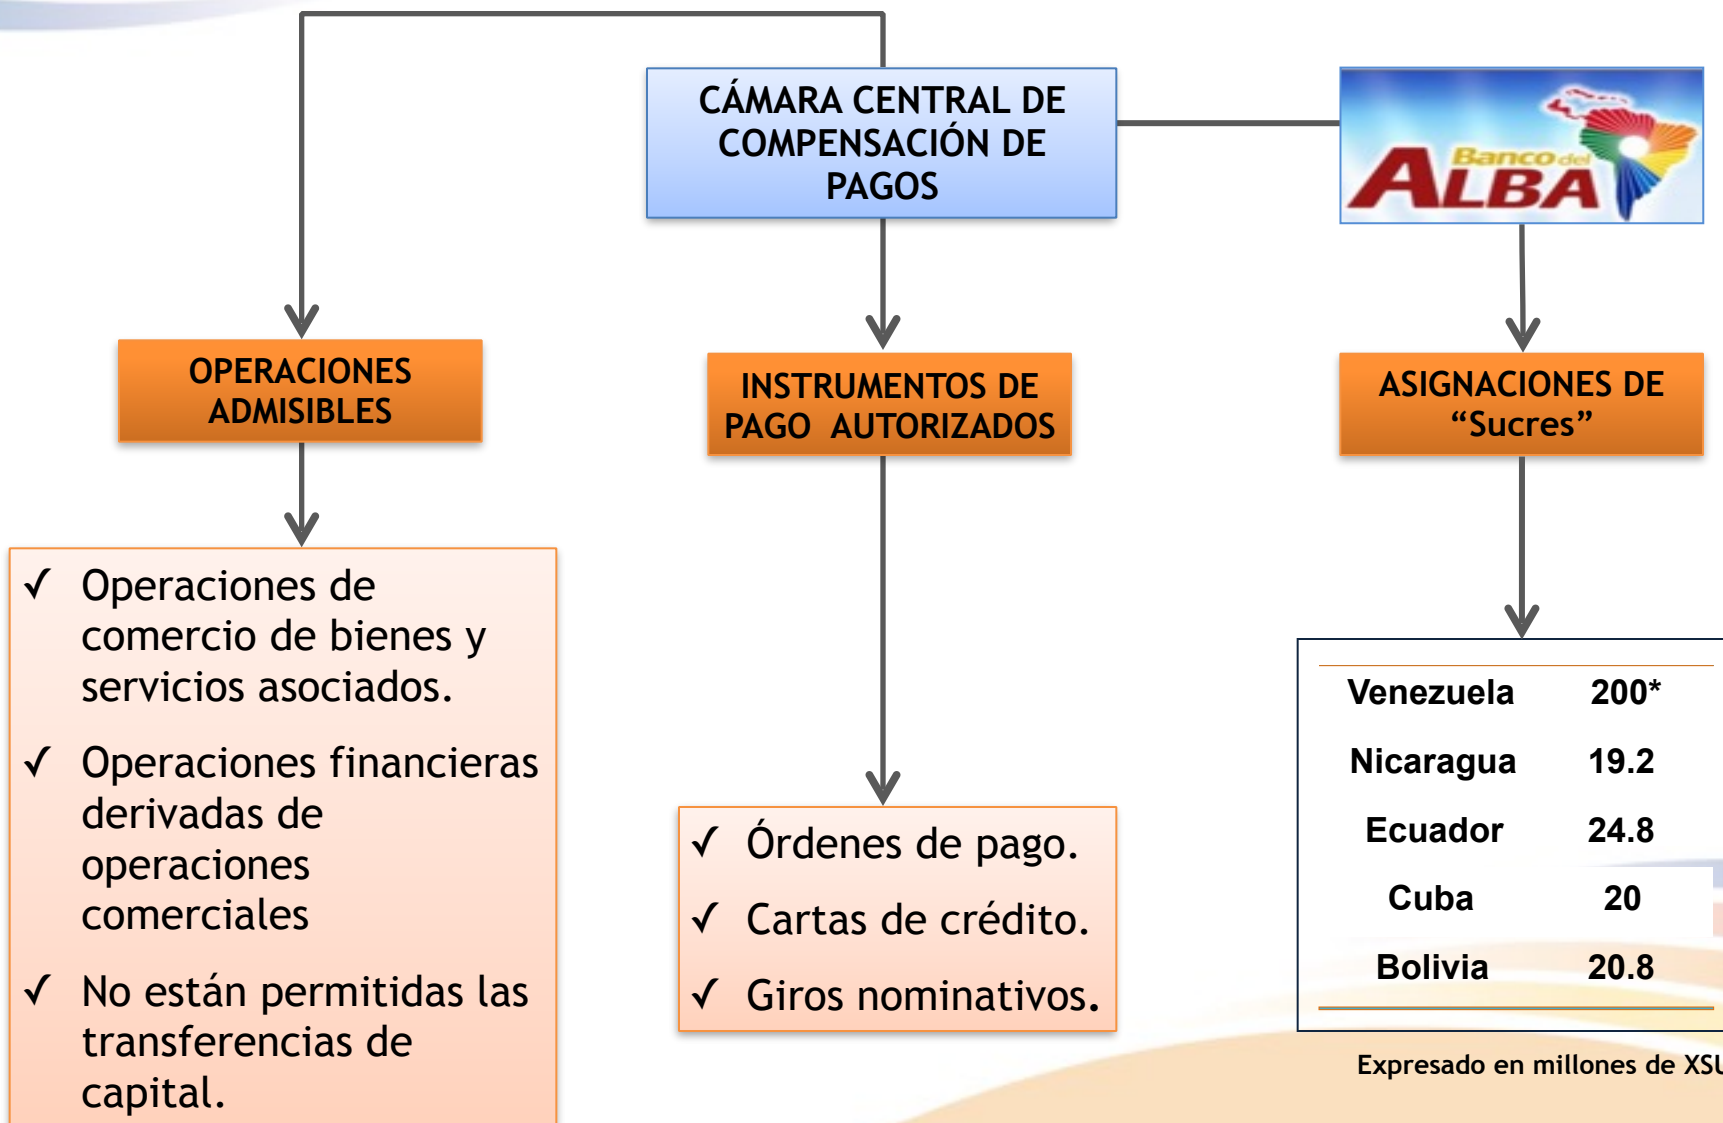 CÁMARA CENTRAL DE
COMPENSACIÓN DE
PAGOS
Banco del
ALBA
OPERACIONES
ADMISIBLES
INSTRUMENTOS DE
PAGO AUTORIZADOS
ASIGNACIONES DE
“Sucres”
✓ Operaciones de
comercio de bienes y
servicios asociados.
✓ Operaciones financieras
derivadas de
operaciones
comerciales
✓ No están permitidas las
transferencias de
capital.
✓ Órdenes de pago.
✓ Cartas de crédito.
✓ Giros nominativos.
Venezuela 200*
Nicaragua 19.2
Ecuador 24.8
Cuba 20
Bolivia 20.8
Expresado en millones de XSU